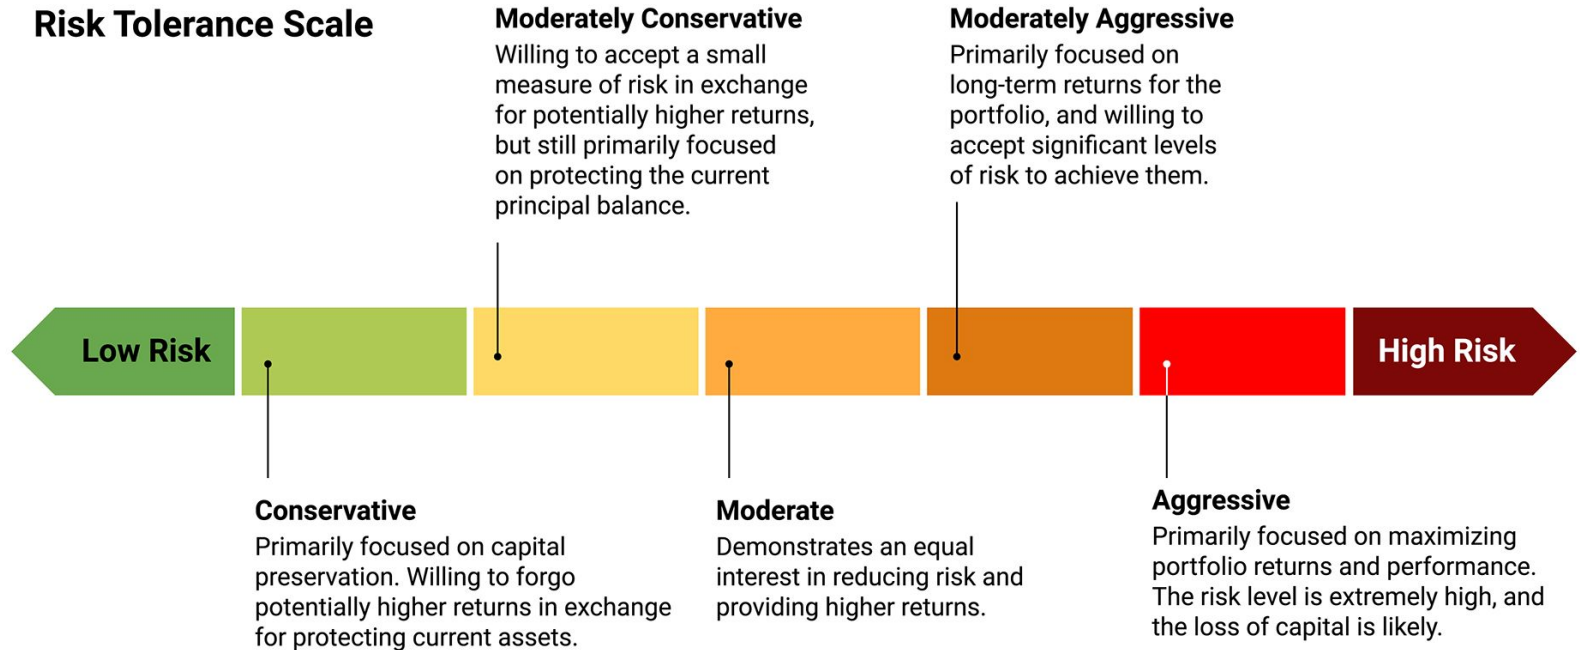 Risk Tolerance Scale
Moderately Conservative
Willing to accept a small
measure of risk in exchange
for potentially higher returns,
but still primarily focused
on protecting the current
principal balance.
Moderately Aggressive
Primarily focused on
long-term returns for the
portfolio, and willing to
accept significant levels
of risk to achieve them.
Low Risk
High Risk
Conservative
Primarily focused on capital
preservation. Willing to forgo
potentially higher returns in exchange
for protecting current assets.
Moderate
Demonstrates an equal
interest in reducing risk and
providing higher returns.
Aggressive
Primarily focused on maximizing
portfolio returns and performance.
The risk level is extremely high, and
the loss of capital is likely.